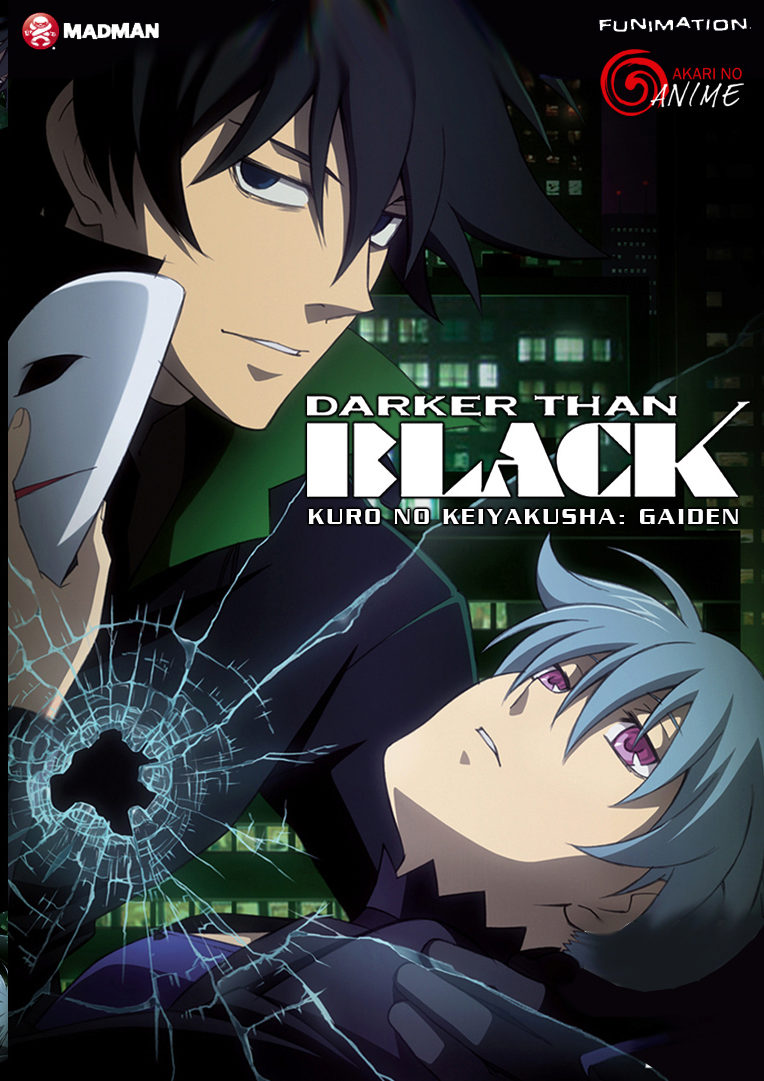 MADMAN
FUNIMATION
AKARI NO
ANIME
DARKER THAN
BLACK
KURO NO KEIYAKUSHA: GAIDEN